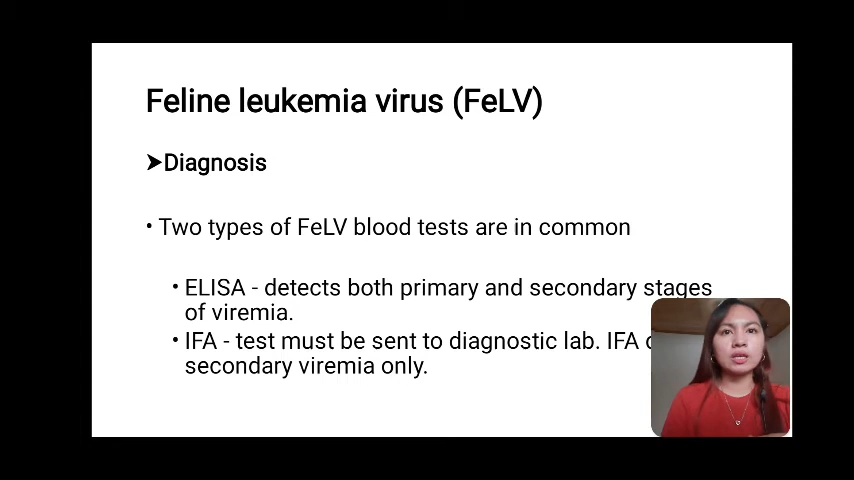 Feline leukemia virus (FeLV)
➤Diagnosis
• Two types of FeLV blood tests are in common
• ELISA - detects both primary and secondary stages
of viremia.
• IFA - test must be sent to diagnostic lab. IFA
secondary viremia only.